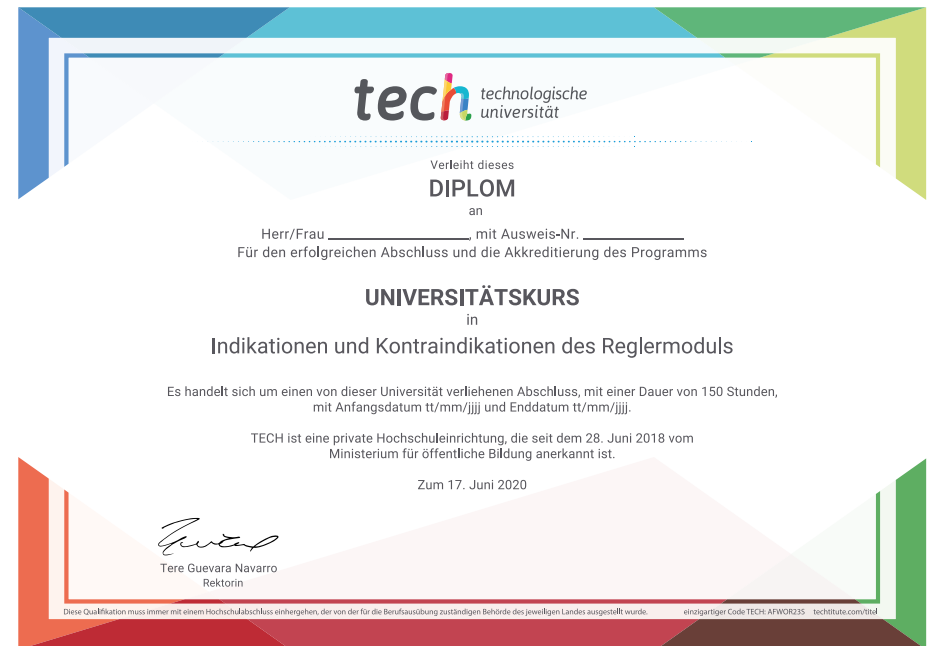 tech technologische
universität
Verleiht dieses
DIPLOM
an
Herr/Frau ____________, mit Ausweis-Nr. ____________
Für den erfolgreichen Abschluss und die Akkreditierung des Programms
UNIVERSITÄTSKURS
in
Indikationen und Kontraindikationen des Reglermoduls
Es handelt sich um einen von dieser Universität verliehenen Abschluss, mit einer Dauer von 150 Stunden,
mit Anfangsdatum tt/mm/jjjj und Enddatum tt/mm/jjjj.
TECH ist eine private Hochschuleinrichtung, die seit dem 28. Juni 2018 vom
Ministerium für öffentliche Bildung anerkannt ist.
Zum 17. Juni 2020
Tere Guevara Navarro
Rektorin
Diese Qualifikation muss immer mit einem Hochschulabschluss einhergehen, der von der für die Berufsausübung zuständigen Behörde des jeweiligen Landes ausgestellt wurde. einzigartiger Code TECH: AFWOR23S techtitute.com/titel